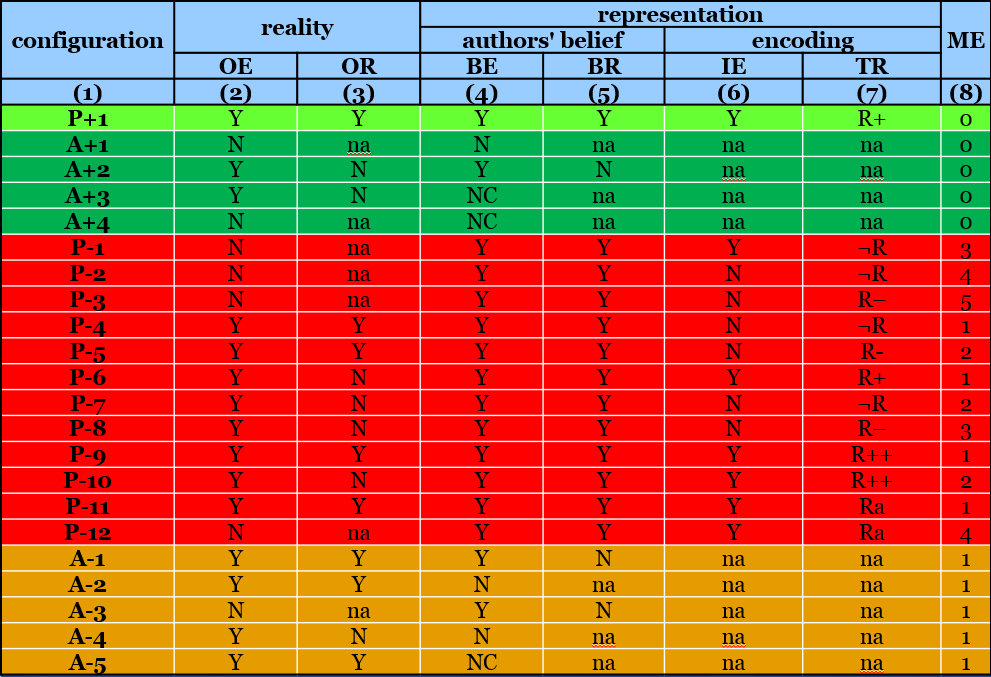 configuration reality representation ME
authors' belief encoding
OE OR BE BR IE TR
(1) (2) (3) (4) (5) (6) (7) (8)
P+1 Y Y Y Y Y R+ 0
A+1 N na N na na na 0
A+2 Y N Y N na na 0
A+3 Y N NC na na na 0
A+4 N na NC na na na 0
P-1 N na Y Y Y ¬R 3
P-2 N na Y Y N ¬R 4
P-3 N na Y Y N R– 5
P-4 Y Y Y Y N ¬R 1
P-5 Y Y Y Y N R- 2
P-6 Y N Y Y Y R+ 1
P-7 Y N Y Y N ¬R 2
P-8 Y N Y Y N R– 3
P-9 Y Y Y Y Y R++ 1
P-10 Y N Y Y Y R++ 2
P-11 Y Y Y Y Y Ra 1
P-12 N na Y Y Y Ra 4
A-1 Y Y Y N na na 1
A-2 Y Y N na na na 1
A-3 N na Y N na na 1
A-4 Y N N na na na 1
A-5 Y Y NC na na na 1